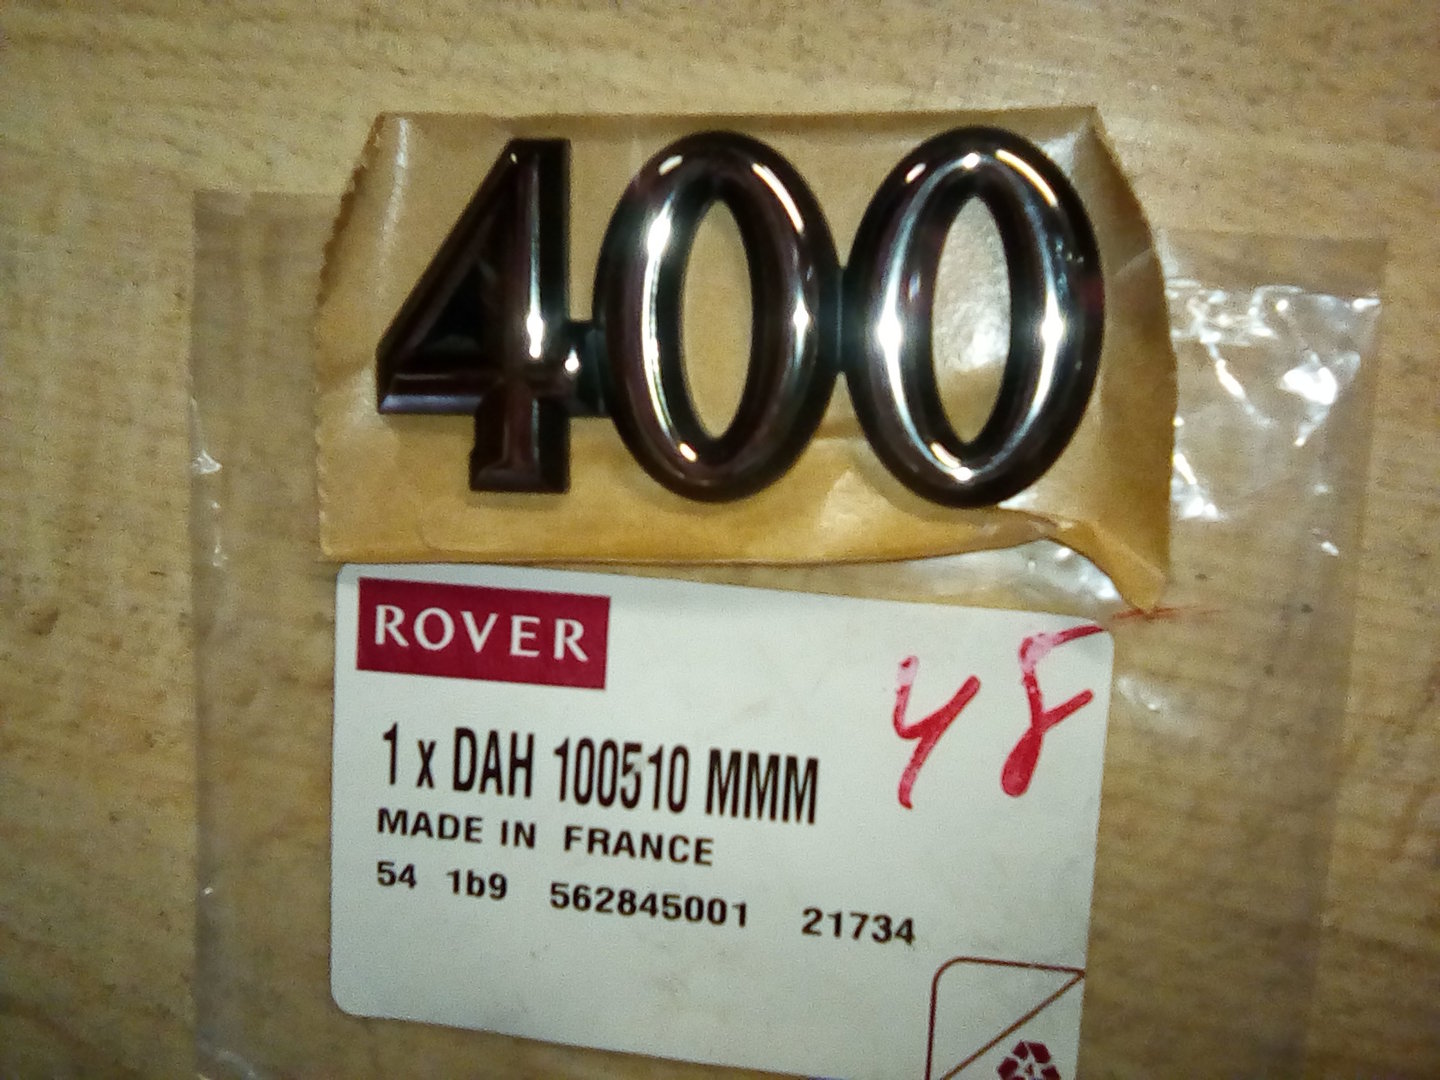 400
ROVER
48
1 x DAH 100510 MMM
MADE IN FRANCE
54 1b9 562845001 21734